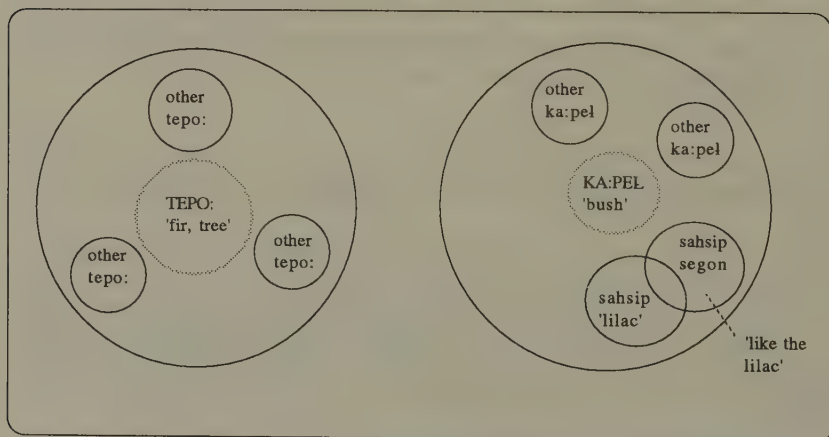 other
tepo:
TEPO:
'fir, tree'
other
tepo:
other
tepo:
other
ka:peł
other
ka:peł
KA:PEŁ
'bush'
sahsip
segon
sahsip
'lilac'
'like the
lilac'